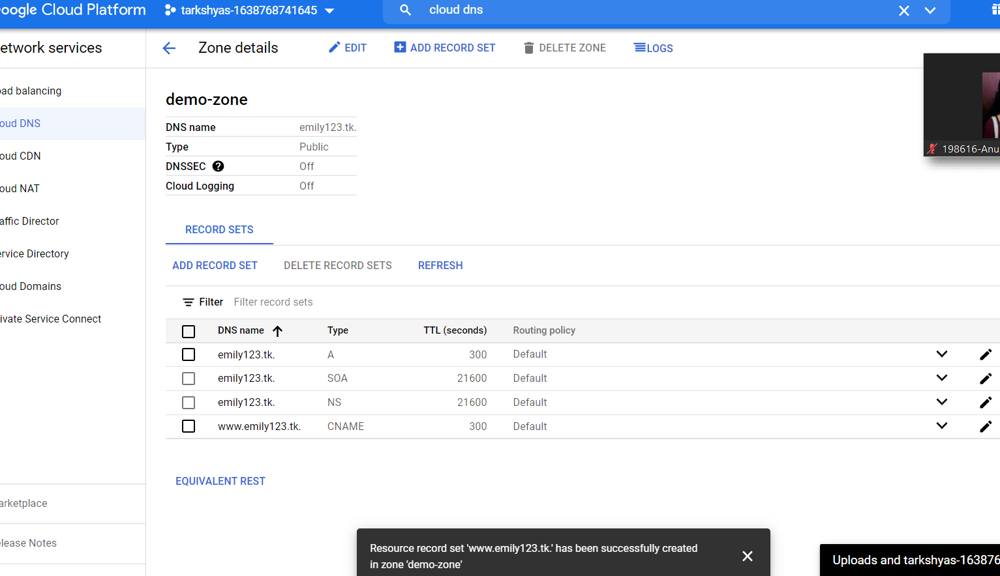 oogle Cloud Platform tarkshyas-1638768741645 cloud dns
etwork services Zone details EDIT ADD RECORD SET DELETE ZONE LOGS
oad balancing
oud DNS
oud CDN
oud NAT
affic Director
ervice Directory
oud Domains
ivate Service Connect
arketplace
elease Notes
demo-zone
DNS name emily123.tk.
Type Public
DNSSEC ? Off
Cloud Logging Off
198616-Anu
RECORD SETS
ADD RECORD SET DELETE RECORD SETS REFRESH
Filter Filter record sets
DNS name Type TTL (seconds) Routing policy
emily123.tk. A 300 Default
emily123.tk. SOA 21600 Default
emily123.tk. NS 21600 Default
www.emily123.tk. CNAME 300 Default
EQUIVALENT REST
Resource record set 'www.emily123.tk.' has been successfully created
in zone 'demo-zone'
Uploads and tarkshyas-163876